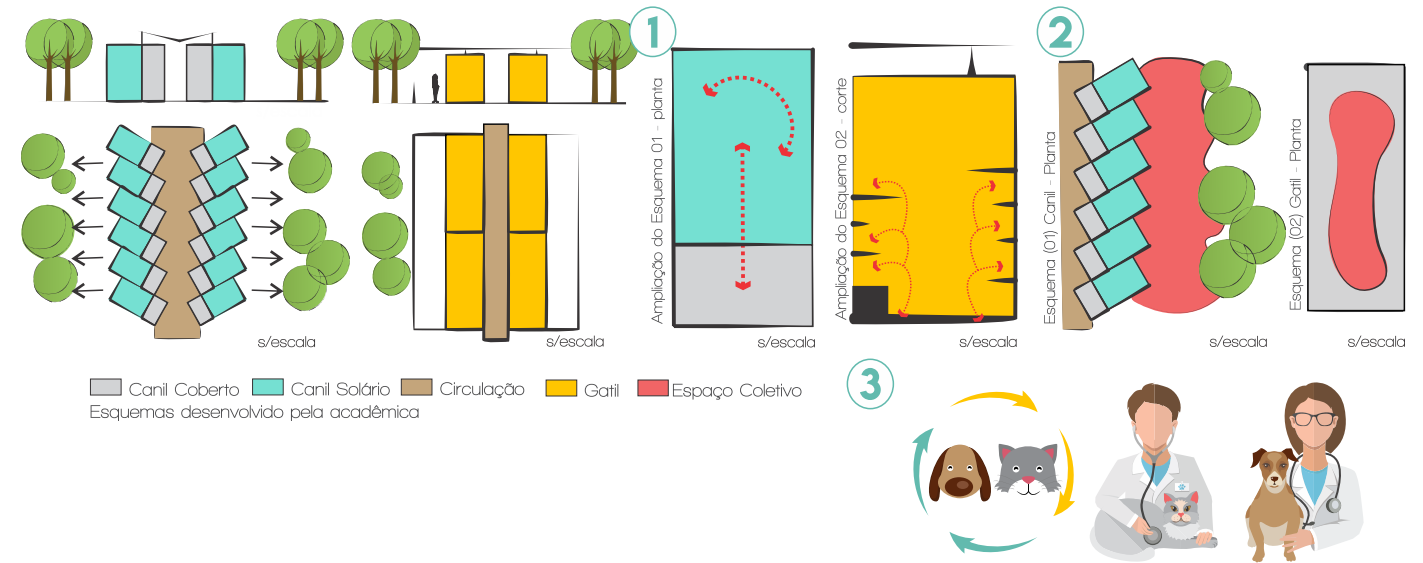 1
2
Ampliação do Esquema 01 - planta
Ampliação do Esquema 02 - corte
Esquema (01) Canil - Planta
Esquema (02) Gatil - Planta
s/escala
s/escala
s/escala
s/escala
s/escala
s/escala
Canil Coberto
Canil Solário
Circulação
Gatil
Espaço Coletivo
Esquemas desenvolvido pela acadêmica
3